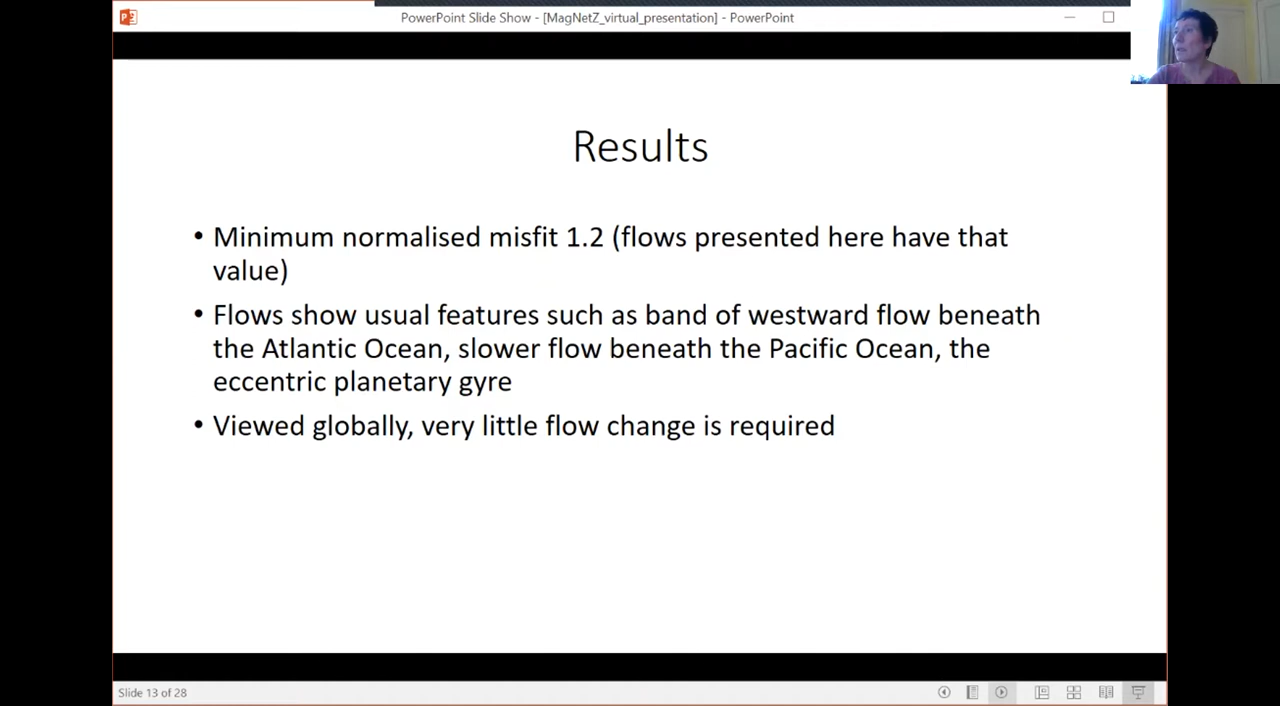 PowerPoint Slide Show - [MagNetZ_virtual_presentation] - PowerPoint
Results
• Minimum normalised misfit 1.2 (flows presented here have that
value)
• Flows show usual features such as band of westward flow beneath
the Atlantic Ocean, slower flow beneath the Pacific Ocean, the
eccentric planetary gyre
• Viewed globally, very little flow change is required
Slide 13 of 28